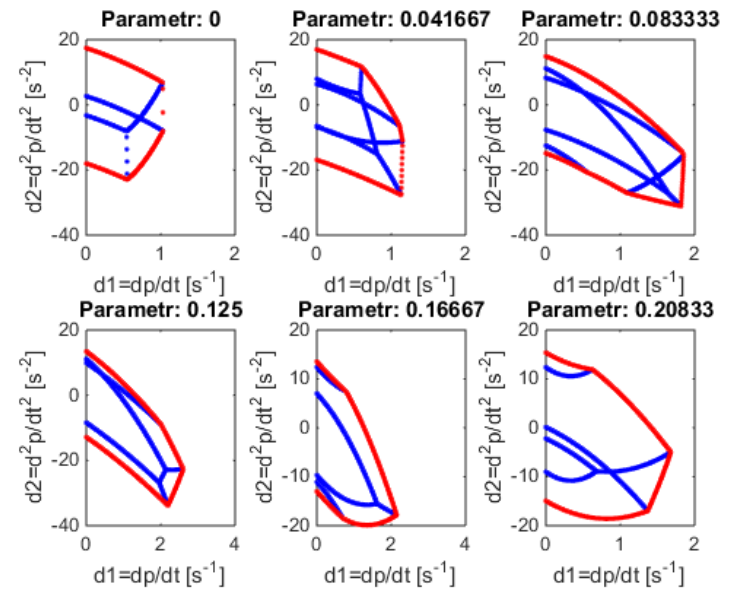 Parametr: 0
20
0
-20
-40
d2=d²p/dt² [s⁻²]
0 1 2
d1=dp/dt [s⁻¹]
Parametr: 0.041667
20
0
-20
-40
d2=d²p/dt² [s⁻²]
0 1 2
d1=dp/dt [s⁻¹]
Parametr: 0.083333
20
0
-20
-40
d2=d²p/dt² [s⁻²]
0 1 2
d1=dp/dt [s⁻¹]
Parametr: 0.125
20
0
-20
-40
d2=d²p/dt² [s⁻²]
0 2 4
d1=dp/dt [s⁻¹]
Parametr: 0.16667
20
10
0
-10
-20
d2=d²p/dt² [s⁻²]
0 2 4
d1=dp/dt [s⁻¹]
Parametr: 0.20833
20
10
0
-10
-20
d2=d²p/dt² [s⁻²]
0 1 2
d1=dp/dt [s⁻¹]